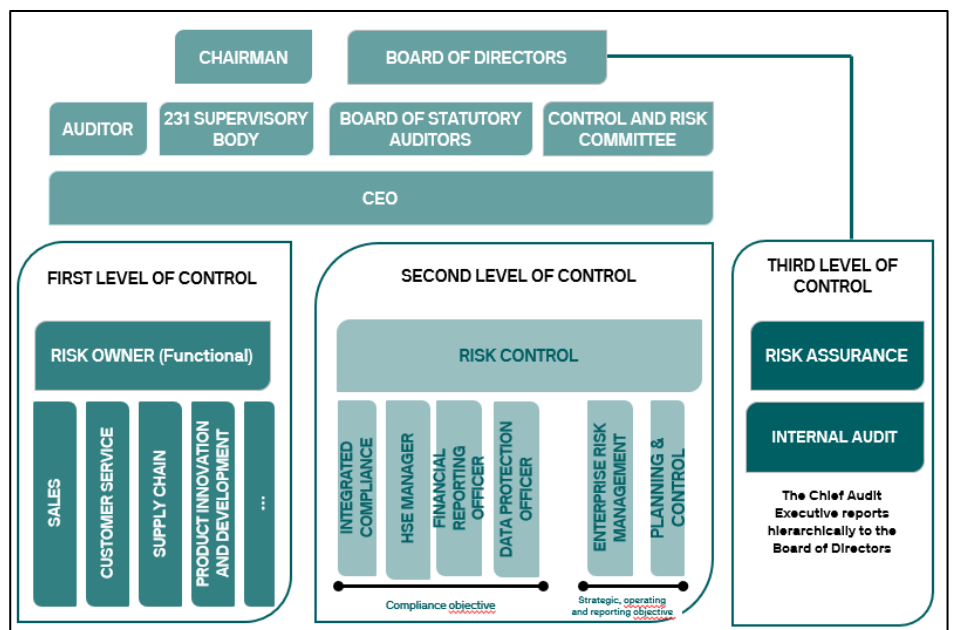 CHAIRMAN
BOARD OF DIRECTORS
AUDITOR
231 SUPERVISORY
BODY
BOARD OF STATUTORY
AUDITORS
CONTROL AND RISK
COMMITTEE
CEO
FIRST LEVEL OF CONTROL
RISK OWNER (Functional)
SALES
CUSTOMER SERVICE
SUPPLY CHAIN
PRODUCT INNOVATION
AND DEVELOPMENT
...
SECOND LEVEL OF CONTROL
RISK CONTROL
INTEGRATED
COMPLIANCE
HSE MANAGER
FINANCIAL
REPORTING
OFFICER
DATA PROTECTION
OFFICER
ENTERPRISE RISK
MANAGEMENT
PLANNING &
CONTROL
Compliance objective
Strategic, operating
and reporting objective
THIRD LEVEL OF
CONTROL
RISK ASSURANCE
INTERNAL AUDIT
The Chief Audit
Executive reports
hierarchically to the
Board of Directors